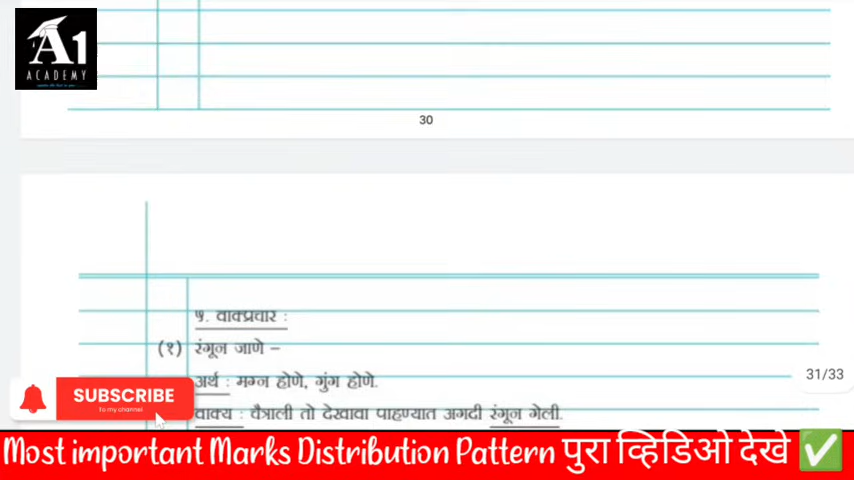 A1
ACADEMY
30
५. वाक्प्रचार :
(१) रंगून जाणे –
अर्थ : मग्न होणे, गुंग होणे.
31/33
SUBSCRIBE
To my channel
वाक्य : चैत्राली तो देखावा पाहण्यात अगदी रंगून गेली.
Most important Marks Distribution Pattern पुरा व्हिडिओ देखे ✅